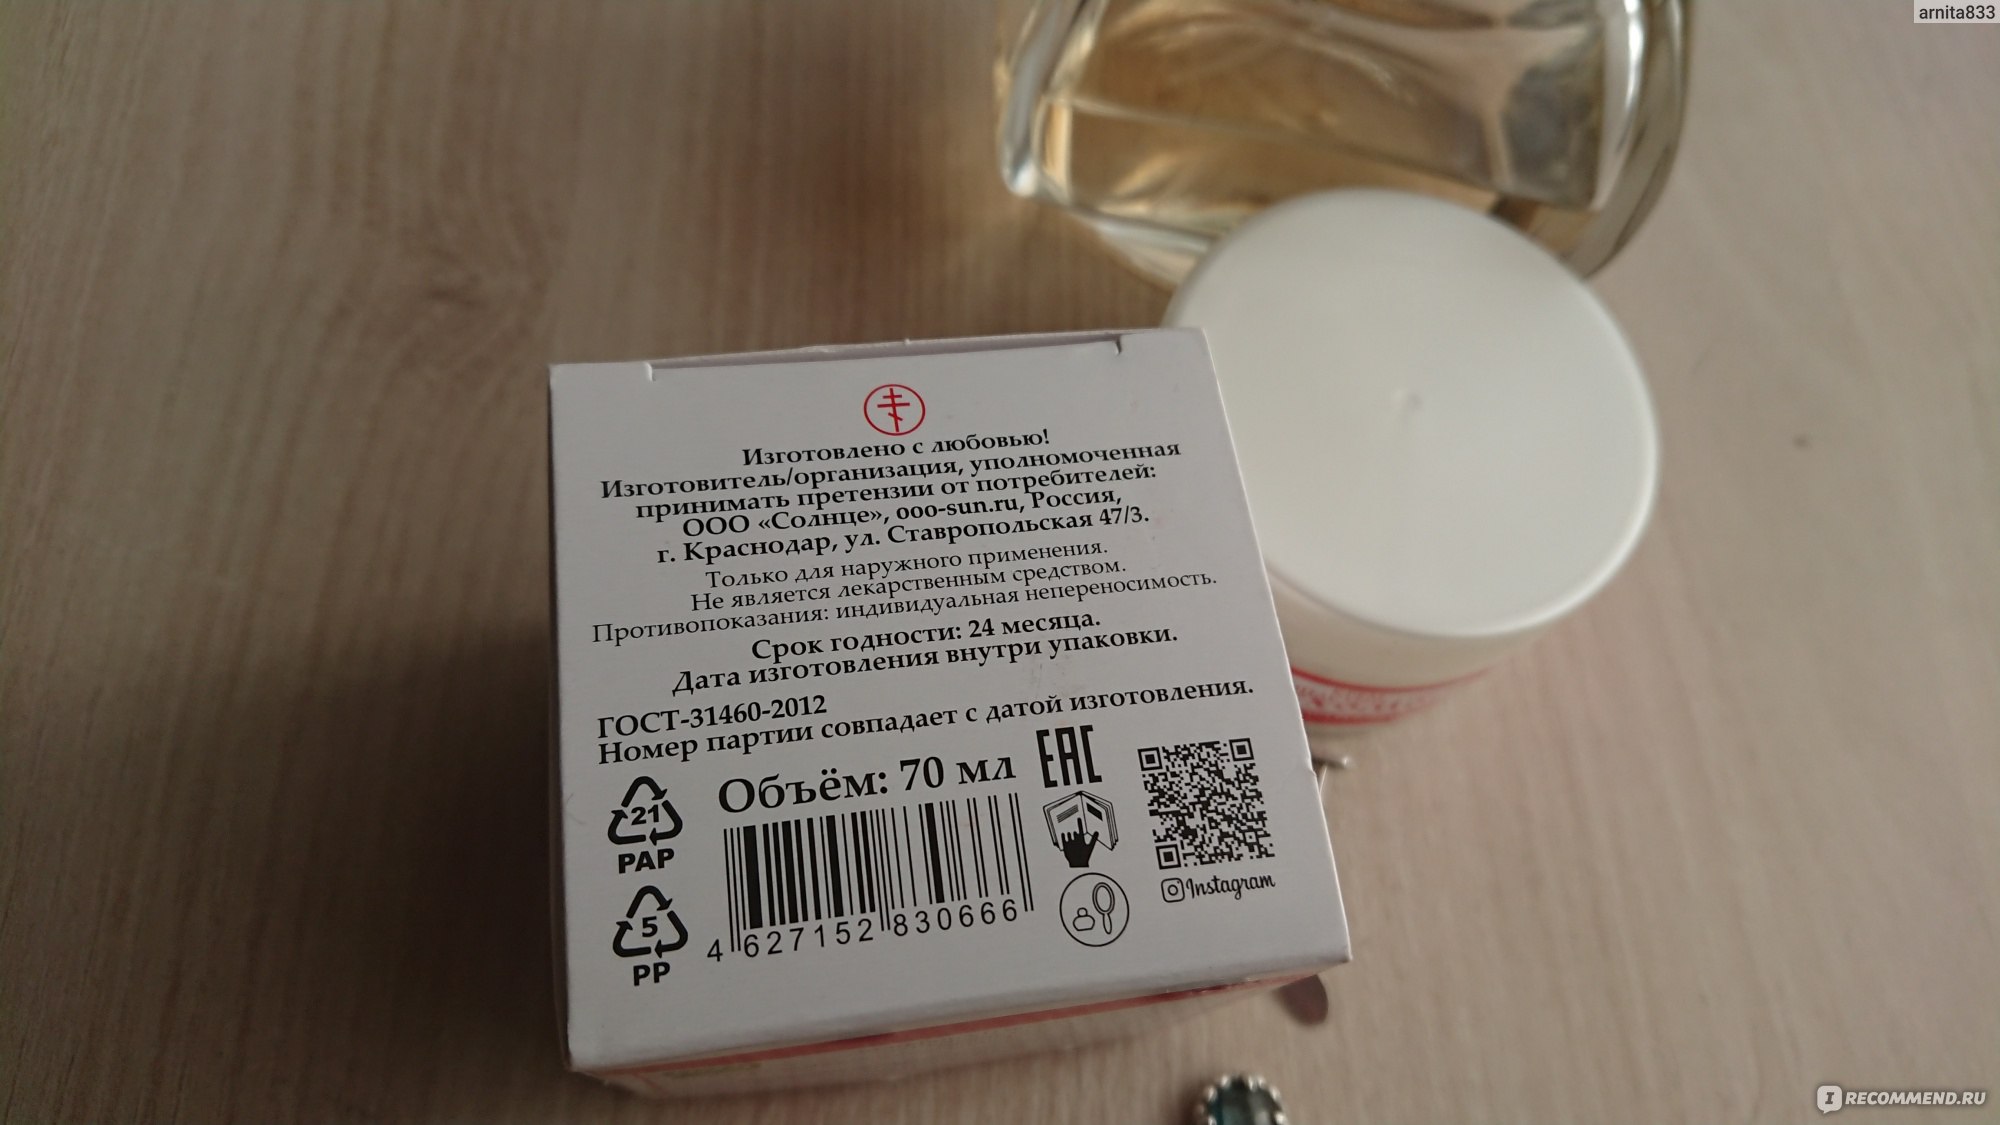 arnita833
Изготовлено с любовью!
Изготовитель/организация, уполномоченная
принимать претензии от потребителей:
ООО «Солнце», ooo-sun.ru, Россия,
г. Краснодар, ул. Ставропольская 47/3.
Только для наружного применения.
Не является лекарственным средством.
Противопоказания: индивидуальная непереносимость.
Срок годности: 24 месяца.
Дата изготовления внутри упаковки.
ГОСТ-31460-2012
Номер партии совпадает с датой изготовления.
Объём: 70 мл
EAC
21
PAP
5
PP
4 627152 830666
Instagram
I RECOMMEND.RU